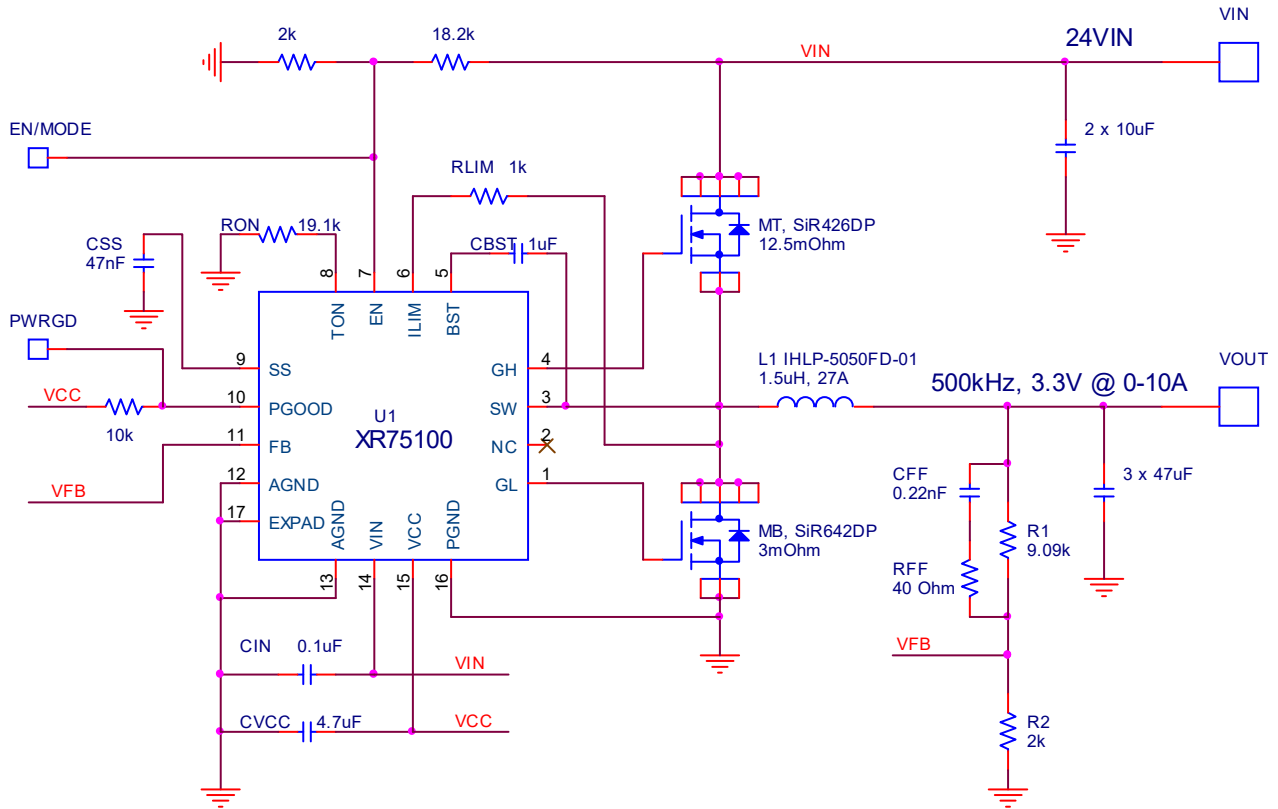 VIN
2k
18.2k
VIN
24VIN
EN/MODE
2 x 10uF
RLIM 1k
RON 19.1k
CSS
47nF
CBST 1uF
MT, SiR426DP
12.5mOhm
8
7
6
5
TON
EN
ILIM
BST
PWRGD
9
SS
4
GH
L1 IHLP-5050FD-01
1.5uH, 27A
VOUT
500kHz, 3.3V @ 0-10A
VCC
10
PGOOD
3
SW
10k
U1
XR75100
11
FB
2
NC
VFB
12
AGND
1
GL
17
EXPAD
AGND
VIN
VCC
PGND
13
14
15
16
CFF
0.22nF
3 x 47uF
MB, SiR642DP
3mOhm
R1
9.09k
RFF
40 Ohm
CIN 0.1uF
VIN
VFB
CVCC 4.7uF
VCC
R2
2k